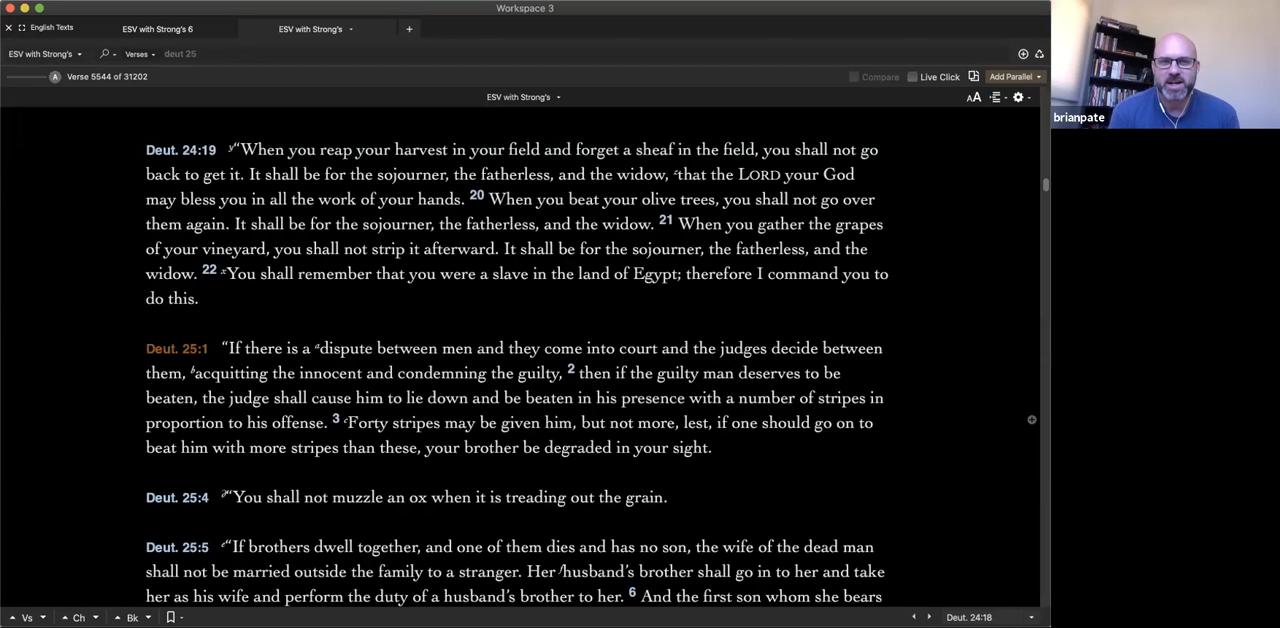 Workspace 3
English Texts
ESV with Strong's 6
ESV with Strong's
+
ESV with Strong's
Verses
deut 25
A Verse 5544 of 31202
Compare
Live Click
Add Parallel
ESV with Strong's
AA
brianpate
Deut. 24:19 y“When you reap your harvest in your field and forget a sheaf in the field, you shall not go
back to get it. It shall be for the sojourner, the fatherless, and the widow, zthat the LORD your God
may bless you in all the work of your hands. 20 When you beat your olive trees, you shall not go over
them again. It shall be for the sojourner, the fatherless, and the widow. 21 When you gather the grapes
of your vineyard, you shall not strip it afterward. It shall be for the sojourner, the fatherless, and the
widow. 22 xYou shall remember that you were a slave in the land of Egypt; therefore I command you to
do this.
Deut. 25:1 “If there is a adispute between men and they come into court and the judges decide between
them, bacquitting the innocent and condemning the guilty, 2 then if the guilty man deserves to be
beaten, the judge shall cause him to lie down and be beaten in his presence with a number of stripes in
proportion to his offense. 3 cForty stripes may be given him, but not more, lest, if one should go on to
beat him with more stripes than these, your brother be degraded in your sight.
Deut. 25:4 d“You shall not muzzle an ox when it is treading out the grain.
Deut. 25:5 e“If brothers dwell together, and one of them dies and has no son, the wife of the dead man
shall not be married outside the family to a stranger. Her fhusband’s brother shall go in to her and take
her as his wife and perform the duty of a husband’s brother to her. 6 And the first son whom she bears
Vs
Ch
Bk
Deut. 24:18